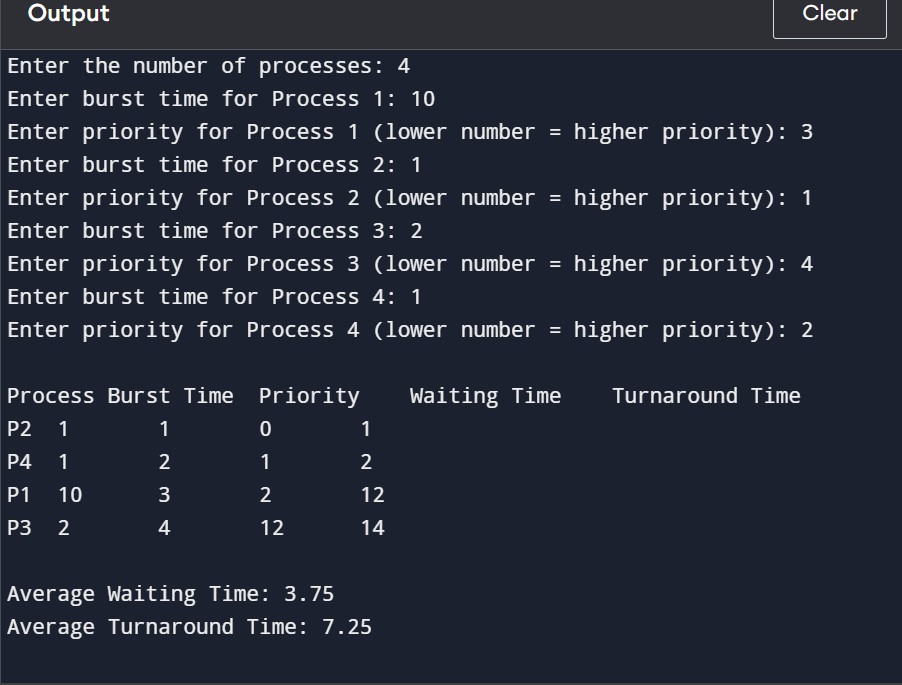 Output
Clear
Enter the number of processes: 4
Enter burst time for Process 1: 10
Enter priority for Process 1 (lower number = higher priority): 3
Enter burst time for Process 2: 1
Enter priority for Process 2 (lower number = higher priority): 1
Enter burst time for Process 3: 2
Enter priority for Process 3 (lower number = higher priority): 4
Enter burst time for Process 4: 1
Enter priority for Process 4 (lower number = higher priority): 2

Process Burst Time  Priority    Waiting Time    Turnaround Time
P2  1       1       0       1
P4  1       2       1       2
P1  10      3       2       12
P3  2       4       12      14

Average Waiting Time: 3.75
Average Turnaround Time: 7.25